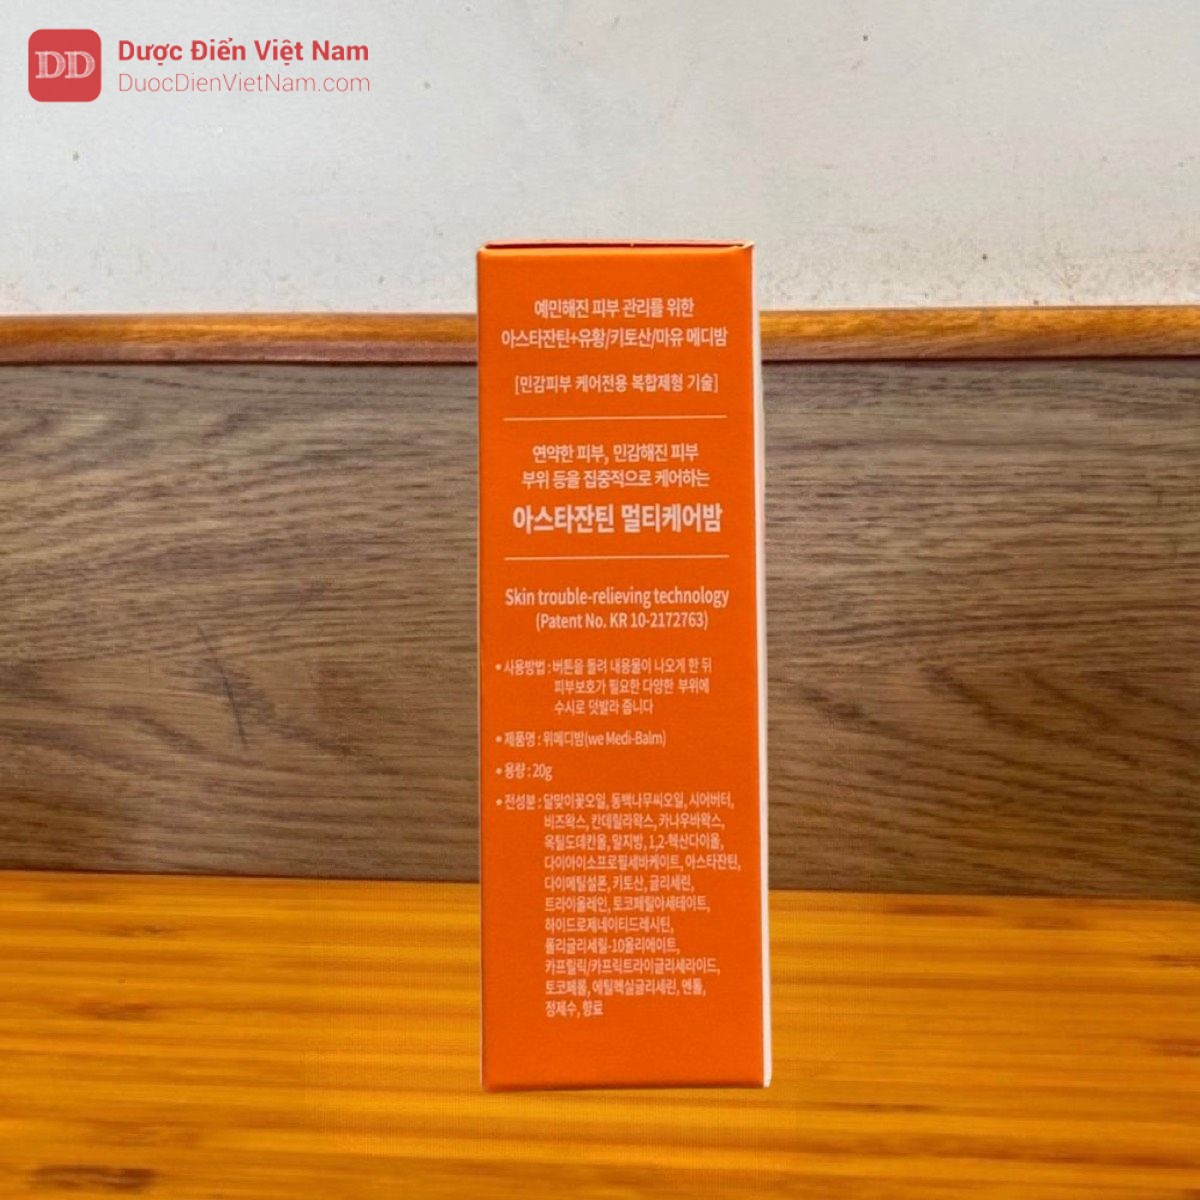 DD
Dược Điển Việt Nam
DuocDienVietNam.com
예민해진 피부 관리를 위한
아스타잔틴+유황/키토산/마유 메디밤
[민감피부 케어전용 복합제형 기술]
연약한 피부, 민감해진 피부
부위 등을 집중적으로 케어하는
아스타잔틴 멀티케어밤
Skin trouble-relieving technology
(Patent No. KR 10-2172763)
• 사용방법 : 버튼을 돌려 내용물이 나오게 한 뒤
피부보호가 필요한 다양한 부위에
수시로 덧발라 줍니다
• 제품명 : 위메디밤(we Medi-Balm)
• 용량 : 20g
• 전성분 : 달맞이꽃오일, 동백나무씨오일, 시어버터,
비즈왁스, 칸데릴라왁스, 카나우바왁스,
옥틸도데칸올, 말지방, 1,2-헥산다이올,
다이아이소프로필세바케이트, 아스타잔틴,
다이메틸설폰, 키토산, 글리세린,
트라이올레인, 토코페릴아세테이트,
하이드로제네이티드레시틴,
폴리글리세릴-10올리에이트,
카프릴릭/카프릭트라이글리세라이드,
토코페롤, 에틸헥실글리세린, 멘톨,
정제수, 향료